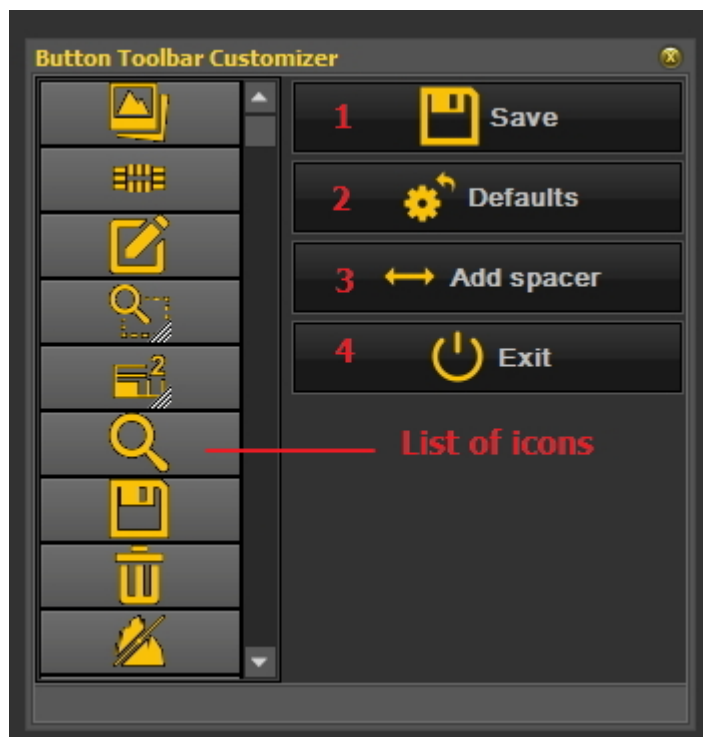 Button Toolbar Customizer
1 Save
2 Defaults
3 Add spacer
4 Exit
2
List of icons